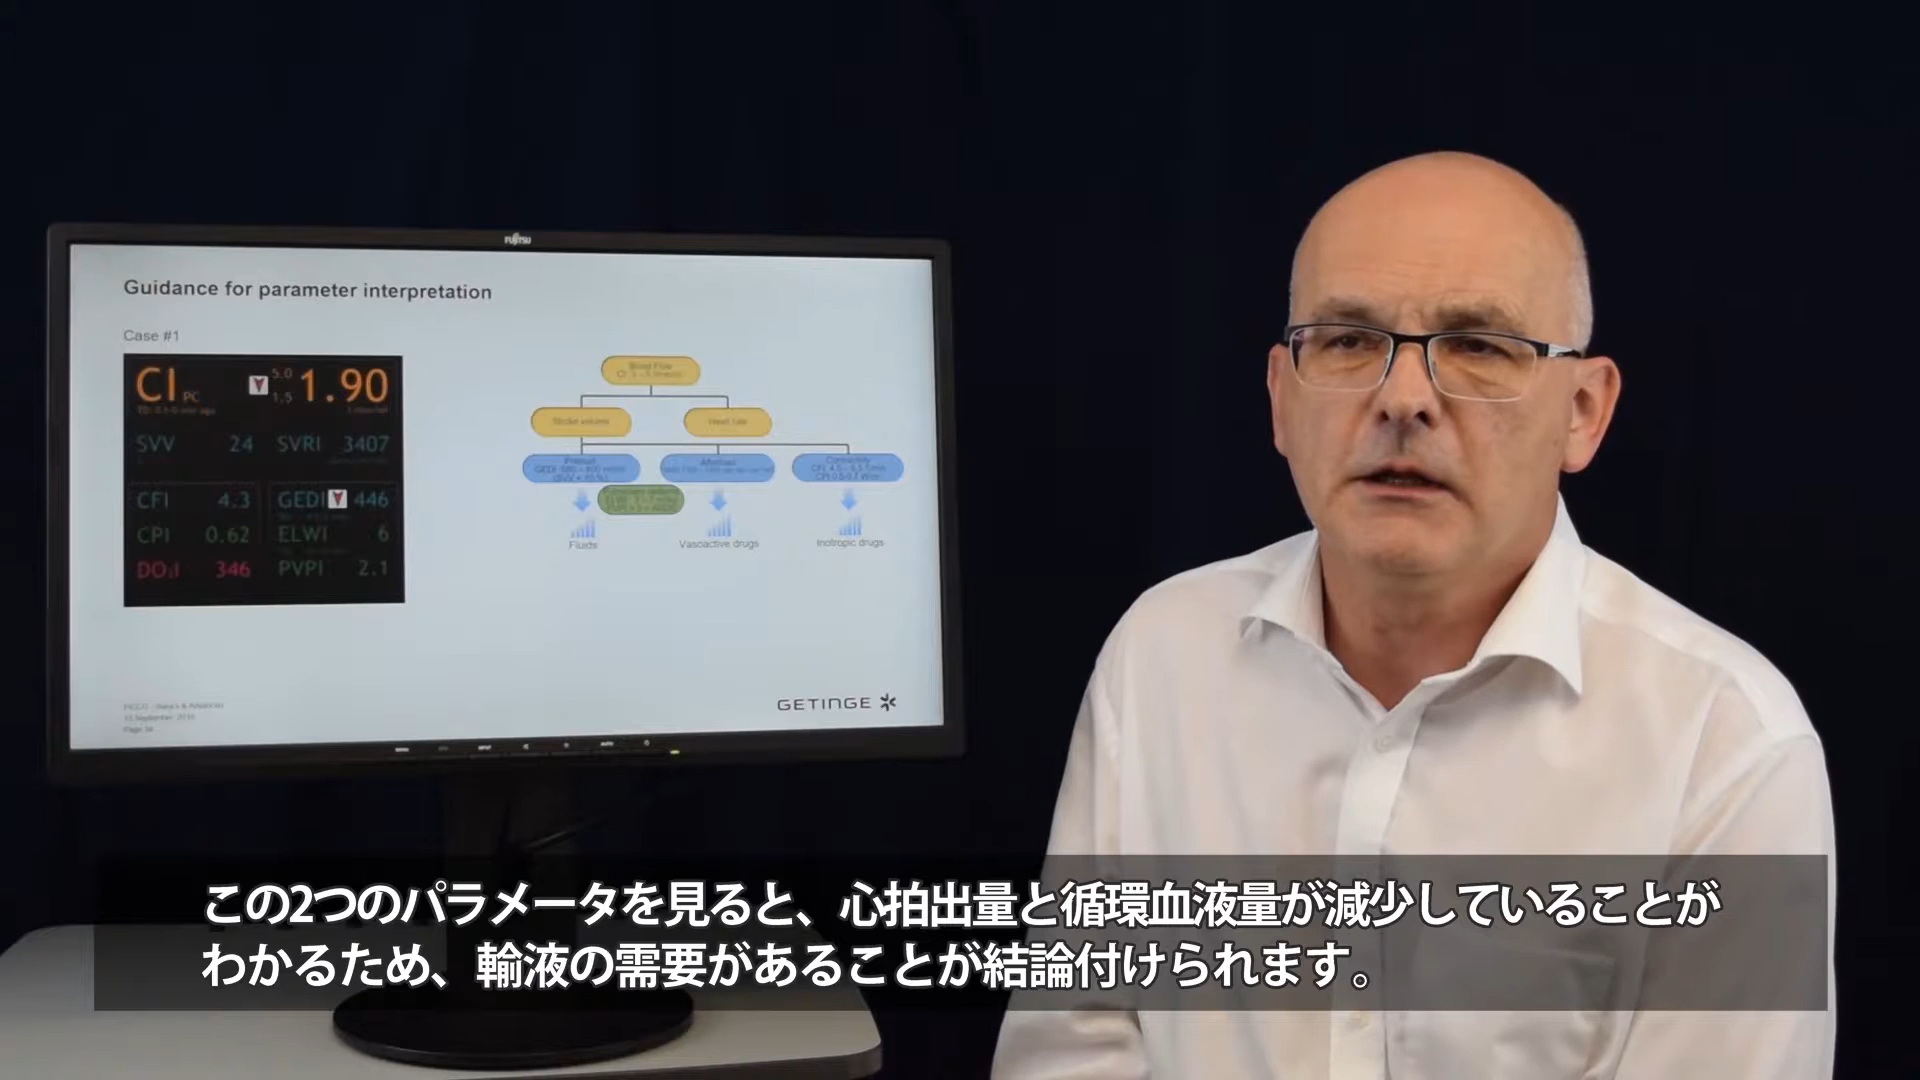 FUJITSU
Guidance for parameter interpretation
Case #1
CI PC 5.0 1.5 1.90
SVV 24 SVRI 3407
CFI 4.3 GEDI 446
CPI 0.62 ELWI 6
DO₂I 346 PVPI 2.1
Stroke volume
Heart rate
Fluids
Vasoactive drugs
Inotropic drugs
GETINGE
この2つのパラメータを見ると、心拍出量と循環血液量が減少していることが
わかるため、輸液の需要があることが結論付けられます。